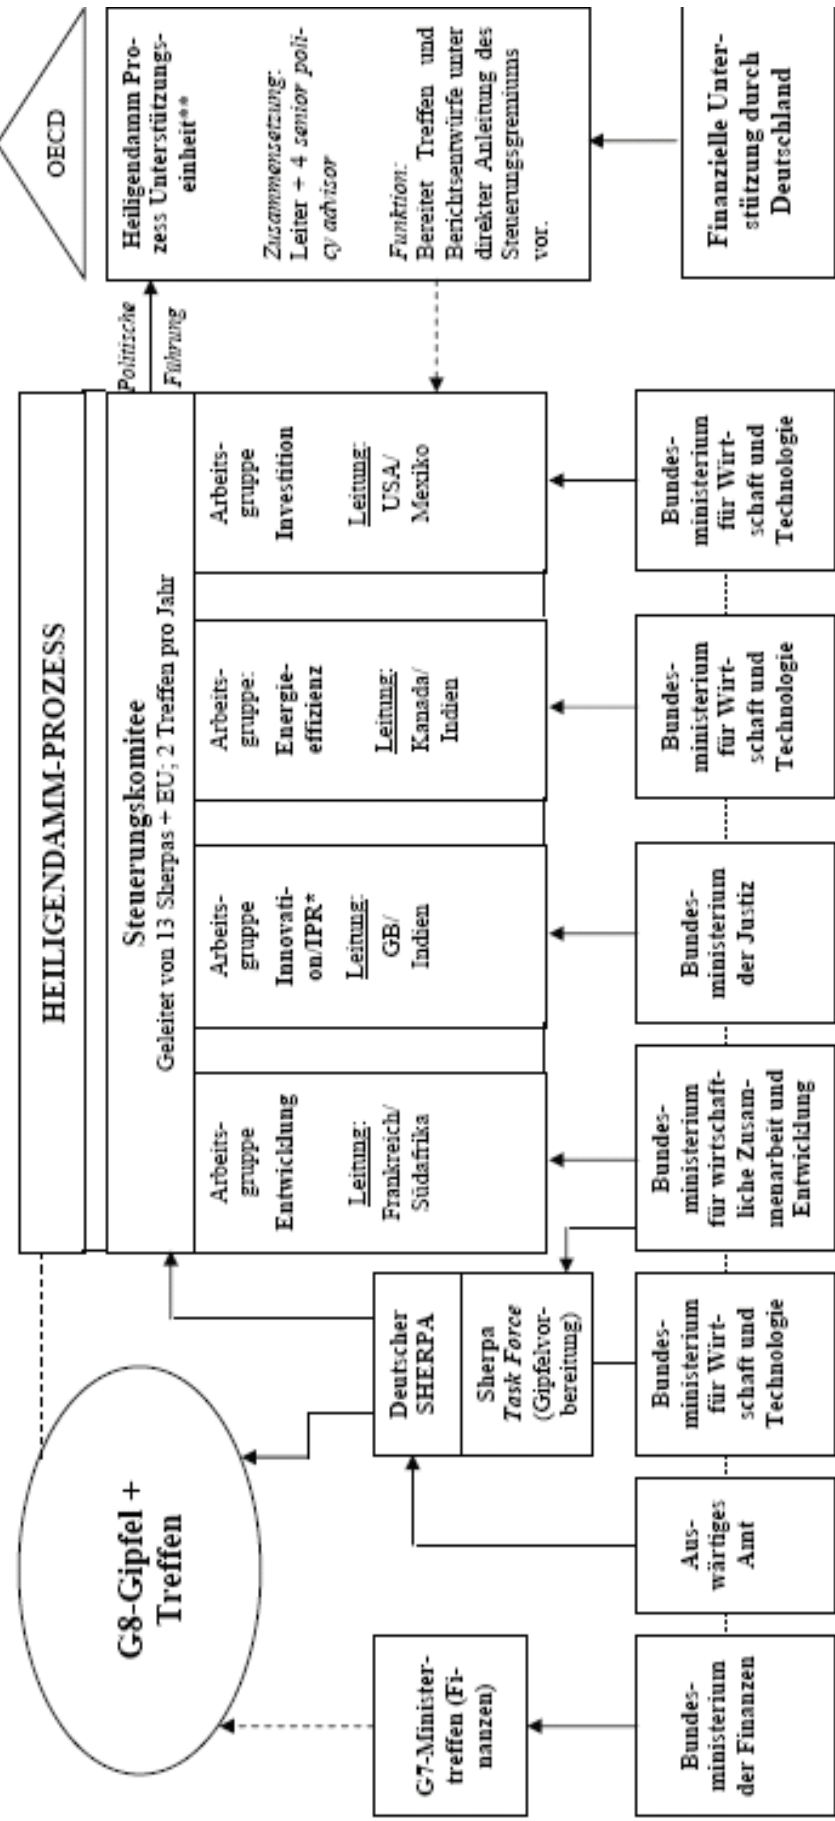 HEILIGENDAMM-PROZESS
OECD
G8-Gipfel +
Treffen
Steuerungskomitee
Geleitet von 13 Sherpas + EU; 2 Treffen pro Jahr
Politische
Führung
Heiligendamm Pro-
zess Unterstützungs-
einheit**
Zusammensetzung:
Leiter + 4 senior poli-
cy advisor
Funktion:
Bereitet Treffen und
Berichtsentwürfe unter
direkter Anleitung des
Steuerungsgremiums
vor.
Arbeits-
gruppe
Entwicklung
Leitung:
Frankreich/
Südafrika
Arbeits-
gruppe
Innovati-
on/IPR*
Leitung:
GB/
Indien
Arbeits-
gruppe:
Energie-
effizienz
Leitung:
Kanada/
Indien
Arbeits-
gruppe
Investition
Leitung:
USA/
Mexiko
G7-Minister-
treffen (Fi-
nanzen)
Deutscher
SHERPA
Sherpa
Task Force
(Gipfelvor-
bereitung)
Bundes-
ministerium
der Finanzen
Aus-
wärtiges
Amt
Bundes-
ministerium
für Wirt-
schaft und
Technologie
Bundes-
ministerium
für wirtschaft-
liche Zusam-
menarbeit und
Entwicklung
Bundes-
ministerium
der Justiz
Bundes-
ministerium
für Wirt-
schaft und
Technologie
Bundes-
ministerium
für Wirt-
schaft und
Technologie
Finanzielle Unter-
stützung durch
Deutschland